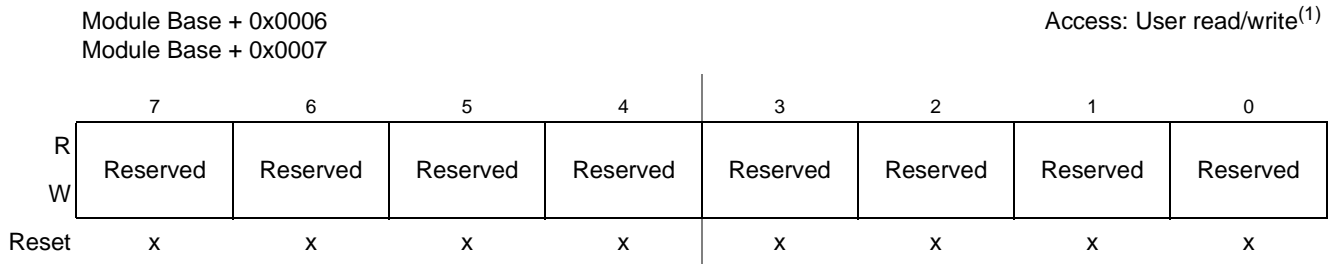 Module Base + 0x0006 Access: User read/write(1)
Module Base + 0x0007
7 6 5 4 3 2 1 0
R
Reserved Reserved Reserved Reserved Reserved Reserved Reserved Reserved
W
Reset x x x x x x x x